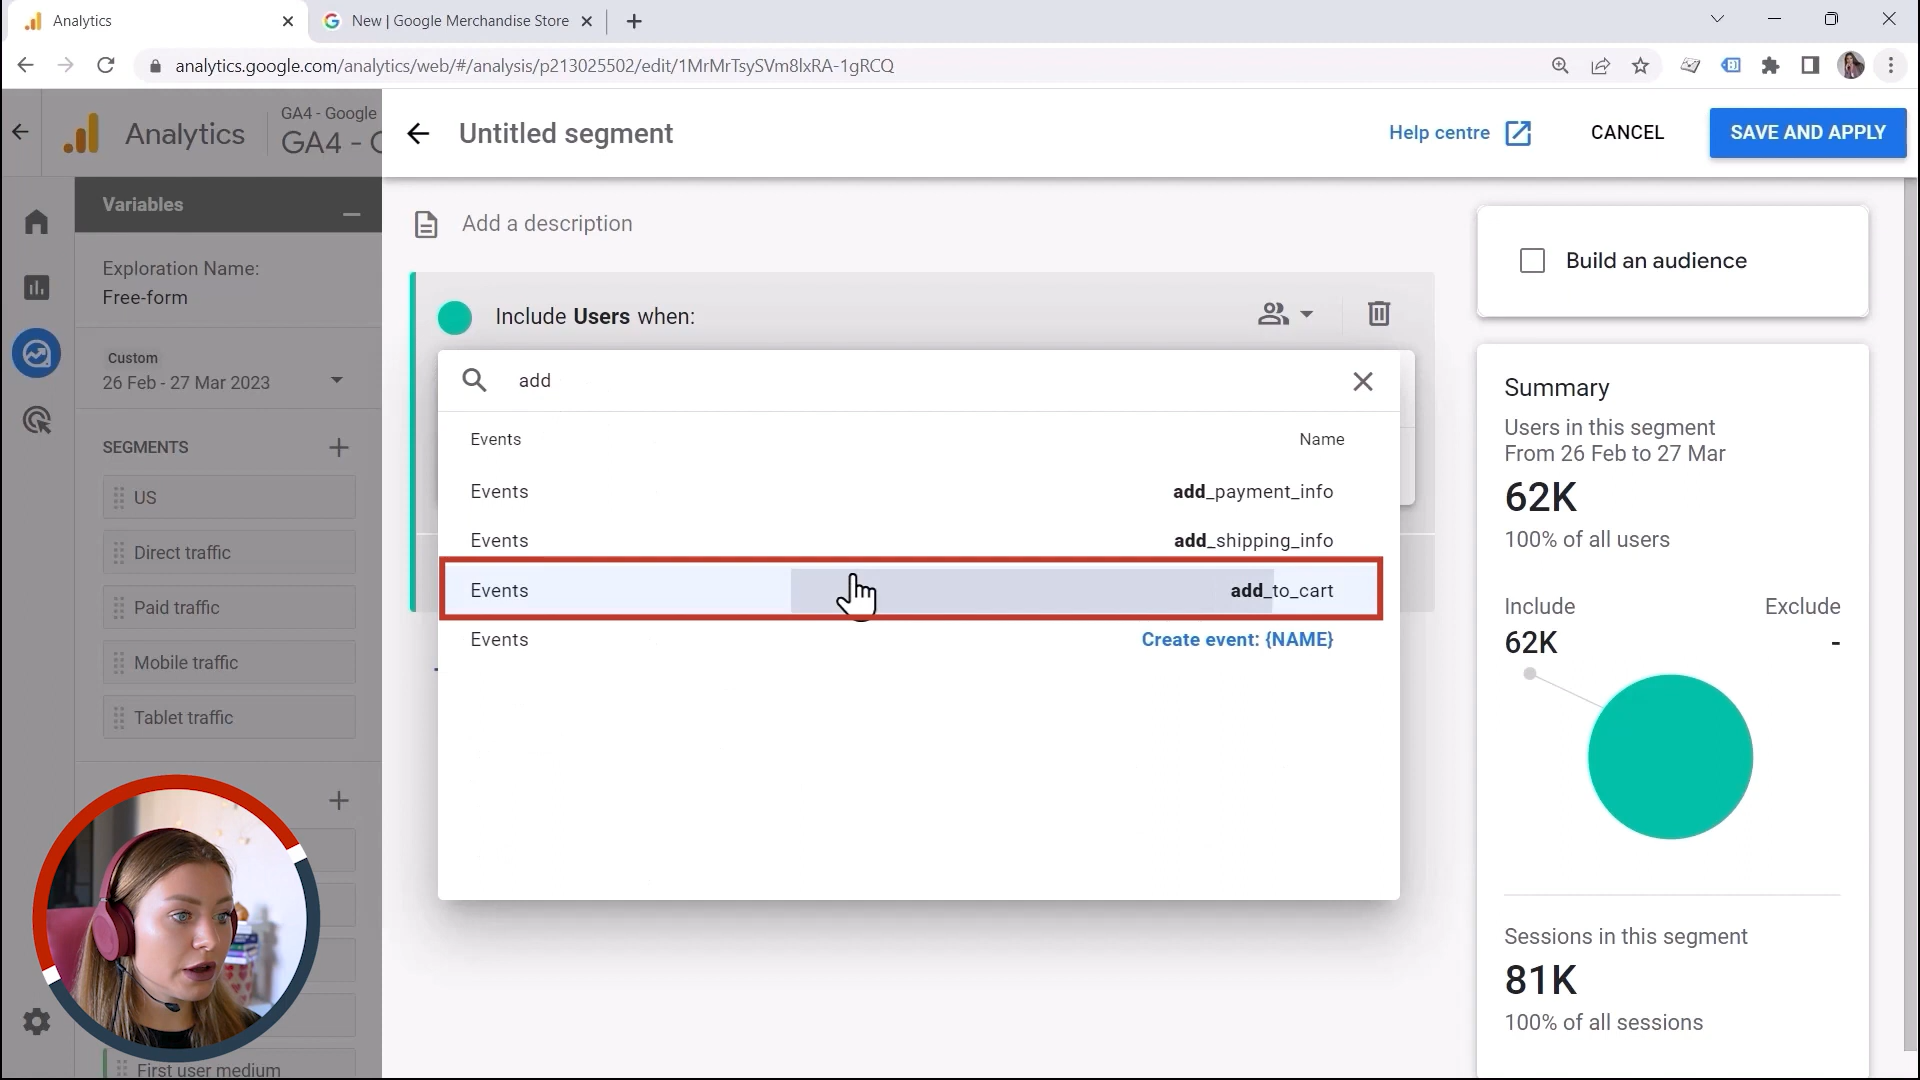 Analytics
New | Google Merchandise Store
analytics.google.com/analytics/web/#/analysis/p213025502/edit/1MrMrTsySVm8lxRA-1gRCQ
Analytics
GA4 - Google
GA4 - 
Untitled segment
Help centre
CANCEL
SAVE AND APPLY
Variables
Exploration Name:
Free-form
Custom
26 Feb - 27 Mar 2023
SEGMENTS
US
Direct traffic
Paid traffic
Mobile traffic
Tablet traffic
First user medium
Add a description
Include Users when:
add
Events Name
Events add_payment_info
Events add_shipping_info
Events add_to_cart
Events Create event: {NAME}
Build an audience
Summary
Users in this segment
From 26 Feb to 27 Mar
62K
100% of all users
Include Exclude
62K -
Sessions in this segment
81K
100% of all sessions